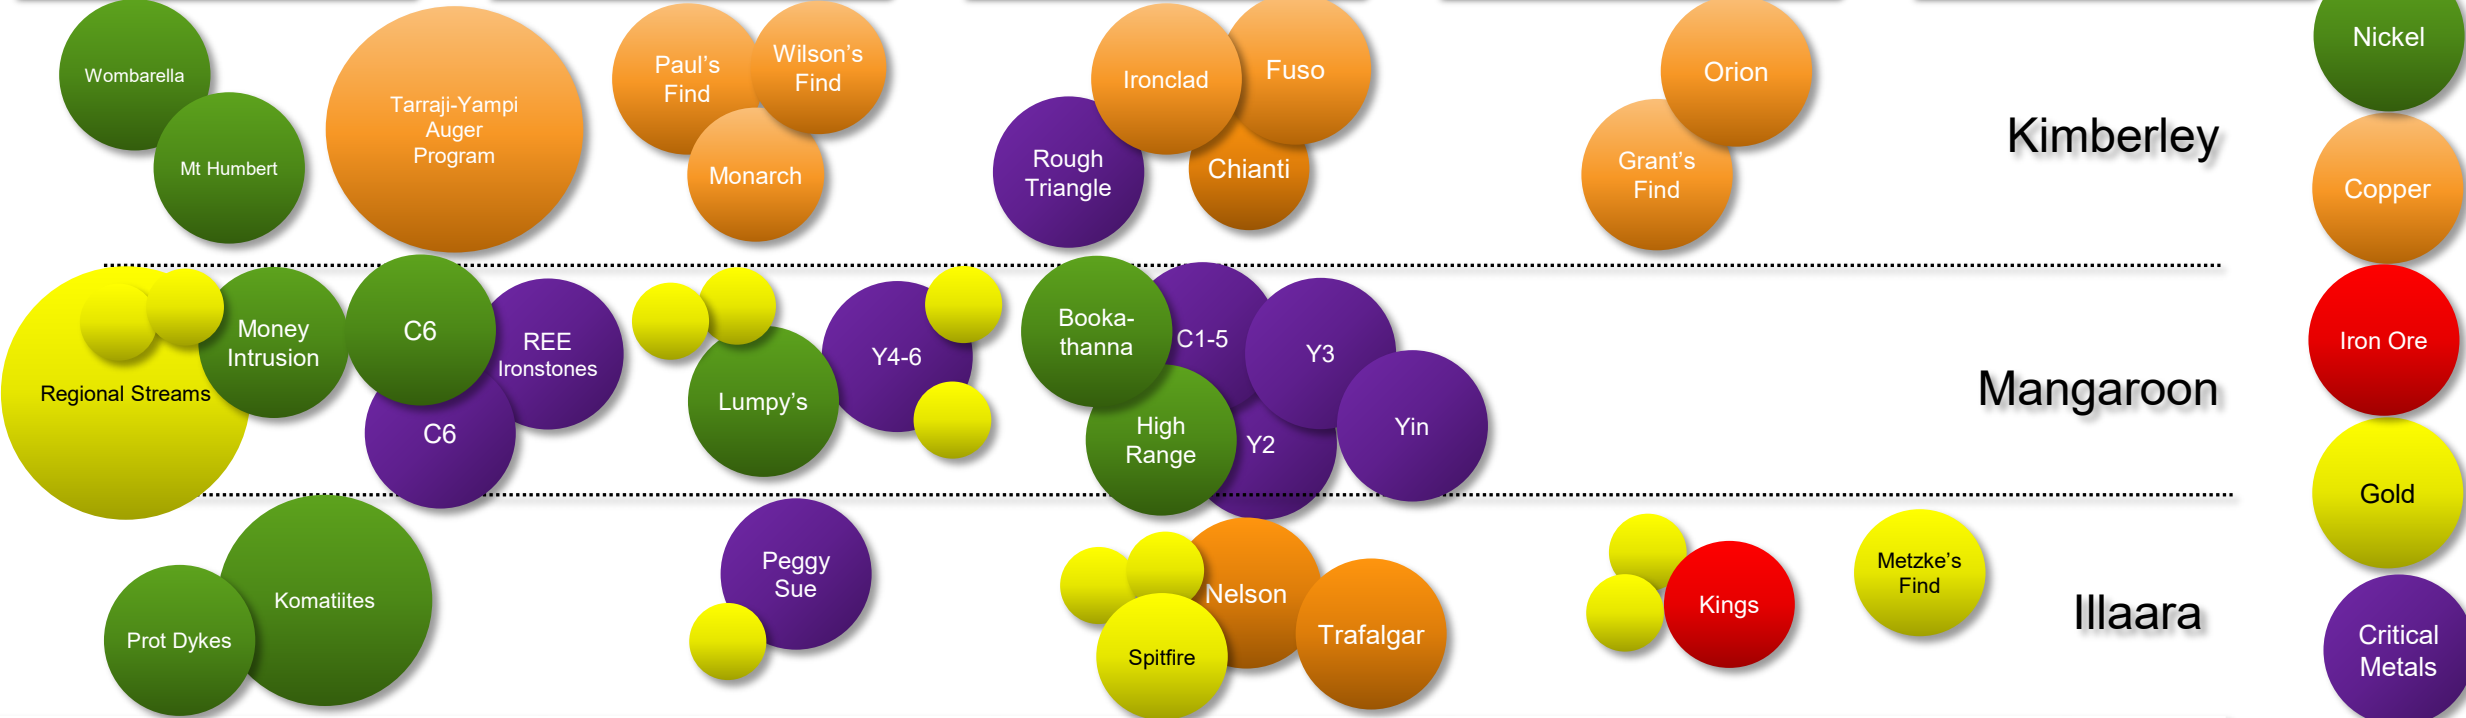 Wombarella
Mt Humbert
Tarraji-Yampi
Auger
Program
Paul's
Find
Wilson's
Find
Monarch
Ironclad
Fuso
Rough
Triangle
Chianti
Orion
Grant's
Find
Kimberley
Regional Streams
Money
Intrusion
C6
C6
REE
Ironstones
Lumpy's
Y4-6
Booka-
thanna
C1-5
High
Range
Y2
Y3
Yin
Mangaroon
Prot Dykes
Komatiites
Peggy
Sue
Spitfire
Nelson
Trafalgar
Kings
Metzke's
Find
Illaara
Nickel
Copper
Iron Ore
Gold
Critical
Metals